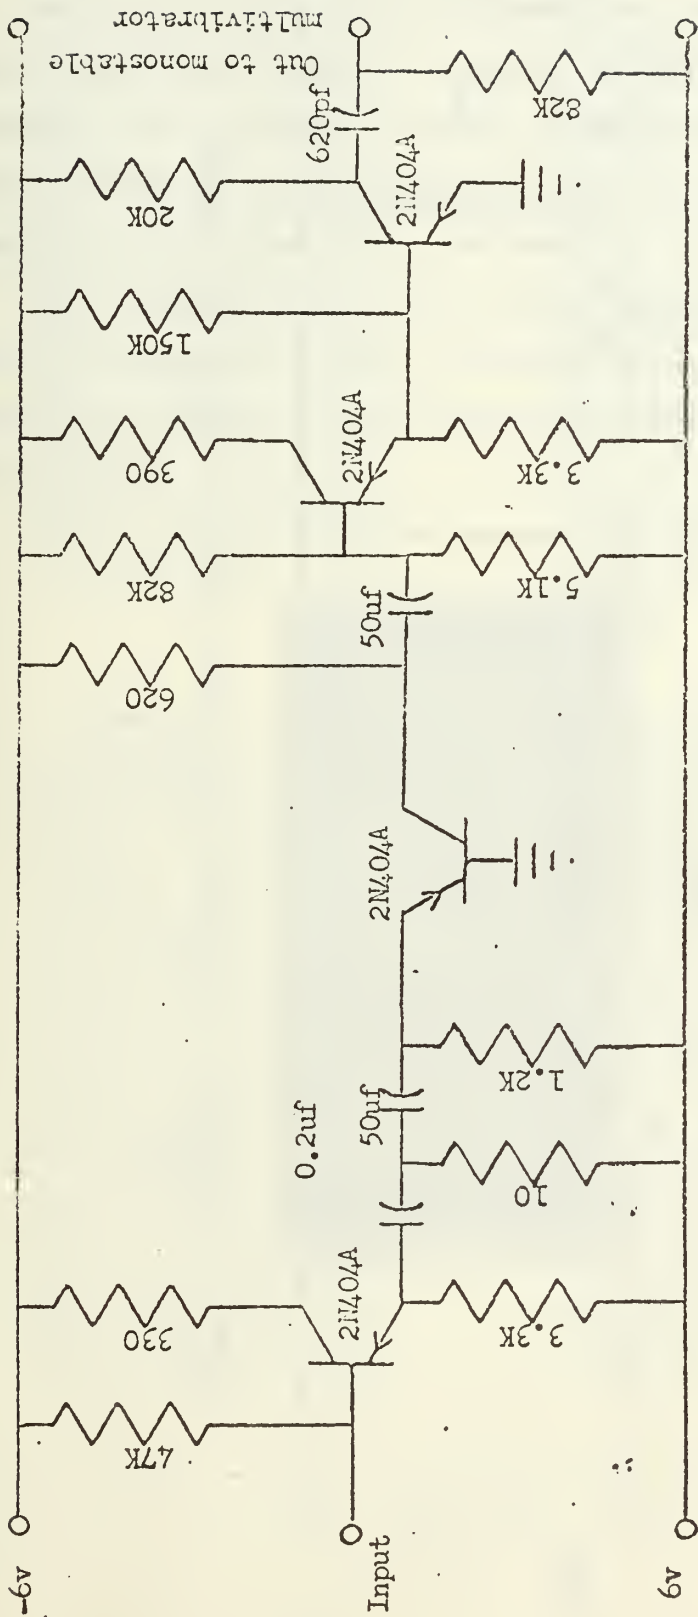 -6v
Input
6v
47K
330
2N404A
3.3K
0.2uf
10
50uf
1.2K
2N404A
620
50uf
82K
5.1K
390
2N404A
3.3K
150K
20K
2N404A
620pf
82K
Out to monostable
multivibrator